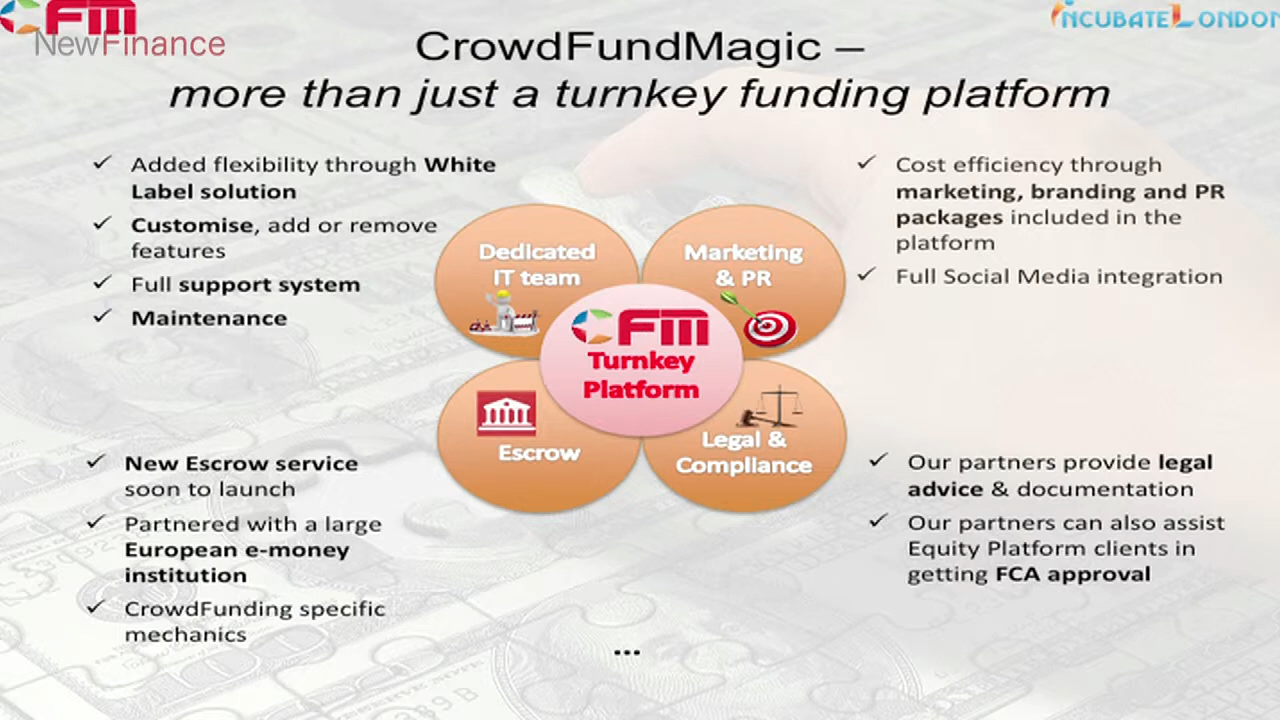 CFM
NewFinance
INCUBATELONDON
CrowdFundMagic –
more than just a turnkey funding platform
Added flexibility through White
Label solution
Customise, add or remove
features
Full support system
Maintenance
Cost efficiency through
marketing, branding and PR
packages included in the
platform
Full Social Media integration
Dedicated
IT team
Marketing
& PR
CFM
Turnkey
Platform
Escrow
Legal &
Compliance
New Escrow service
soon to launch
Partnered with a large
European e-money
institution
CrowdFunding specific
mechanics
Our partners provide legal
advice & documentation
Our partners can also assist
Equity Platform clients in
getting FCA approval
...